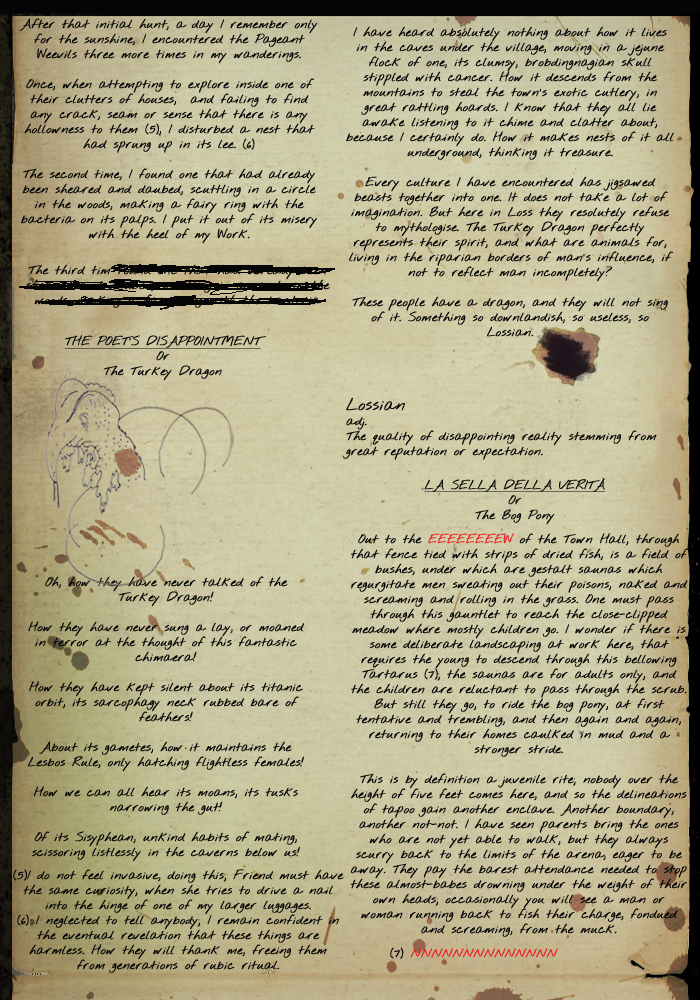 After that initial hunt, a day I remember only
for the sunshine, I encountered the Pageant
Weevils three more times in my wanderings.
Once, when attempting to explore inside one of
their clutters of houses, and failing to find
any crack, seam or sense that there is any
hollowness to them (5), I disturbed a nest that
had sprung up in its lee. (6)
The second time, I found one that had already
been sheared and daubed, scuttling in a circle
in the woods, making a fairy ring with the
bacteria on its palps. I put it out of its misery
with the heel of my Work.
The third tim
THE POET'S DISAPPOINTMENT
Or
The Turkey Dragon
Oh, how they have never talked of the
Turkey Dragon!
How they have never sung a lay, or moaned
in terror at the thought of this fantastic
chimaera!
How they have kept silent about its titanic
orbit, its sarcophagy neck rubbed bare of
feathers!
About its gametes, how it maintains the
Lesbos Rule, only hatching flightless females!
How we can all hear its moans, its tusks
narrowing the gut!
Of its Sisyphean, unkind habits of mating,
scissoring listlessly in the caverns below us!
(5) I do not feel invasive, doing this, Friend must have
the same curiosity, when she tries to drive a nail
into the hinge of one of my larger luggages.
(6) I neglected to tell anybody, I remain confident in
the eventual revelation that these things are
harmless. How they will thank me, freeing them
from generations of rubic ritual.
I have heard absolutely nothing about how it lives
in the caves under the village, moving in a jejune
flock of one, its clumsy, brobdingnagian skull
stippled with cancer. How it descends from the
mountains to steal the town's exotic cutlery, in
great rattling hoards. I know that they all lie
awake listening to it chime and clatter about,
because I certainly do. How it makes nests of it all
underground, thinking it treasure.
Every culture I have encountered has jigsawed
beasts together into one. It does not take a lot of
imagination. But here in Loss they resolutely refuse
to mythologise. The Turkey Dragon perfectly
represents their spirit, and what are animals for,
living in the riparian borders of man's influence, if
not to reflect man incompletely?
These people have a dragon, and they will not sing
of it. Something so downlandish, so useless, so
Lossian.
Lossian
adj.
The quality of disappointing reality stemming from
great reputation or expectation.
LA SELLA DELLA VERITÀ
Or
The Bog Pony
Out to the EEEEEEEEW of the Town Hall, through
that fence tied with strips of dried fish, is a field of
bushes, under which are gestalt saunas which
regurgitate men sweating out their poisons, naked and
screaming and rolling in the grass. One must pass
through this gauntlet to reach the close-clipped
meadow where mostly children go. I wonder if there is
some deliberate landscaping at work here, that
requires the young to descend through this bellowing
Tartarus (7), the saunas are for adults only, and
the children are reluctant to pass through the scrub.
But still they go, to ride the bog pony, at first
tentative and trembling, and then again and again,
returning to their homes caulked in mud and a
stronger stride.
This is by definition a juvenile rite, nobody over the
height of five feet comes here, and so the delineations
of tapoo gain another enclave. Another boundary,
another not-not. I have seen parents bring the ones
who are not yet able to walk, but they always
scurry back to the limits of the arena, eager to be
away. They pay the barest attendance needed to stop
these almost-babes drowning under the weight of their
own heads, occasionally you will see a man or
woman running back to fish their charge, fondued
and screaming, from the muck.
(7) NNNNNNNNNNNNNNN